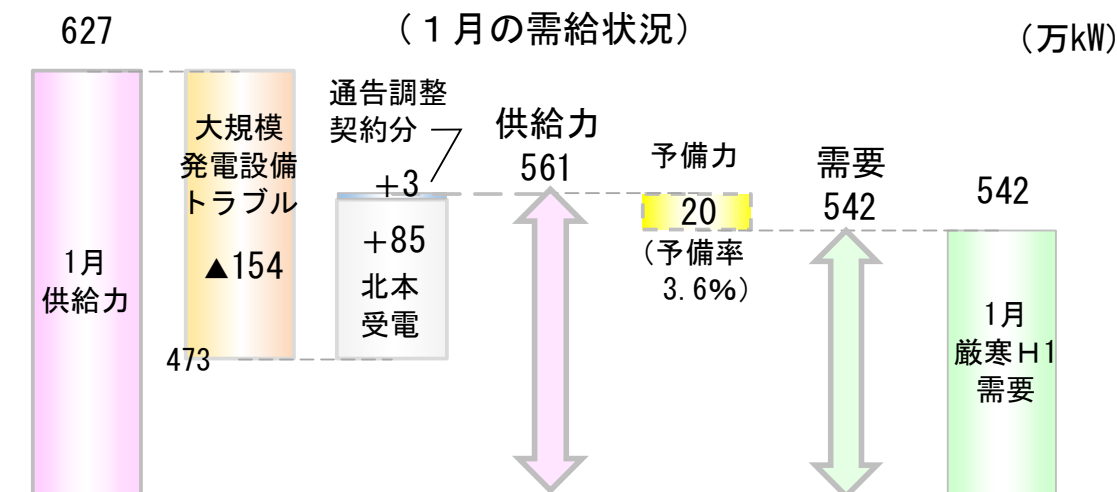 （１月の需給状況）
(万kW)
627
1月
供給力
大規模
発電設備
トラブル
▲154
473
通告調整
契約分
+3
+85
北本
受電
供給力
561
予備力
20
(予備率
3.6%)
需要
542
542
1月
厳寒Ｈ1
需要